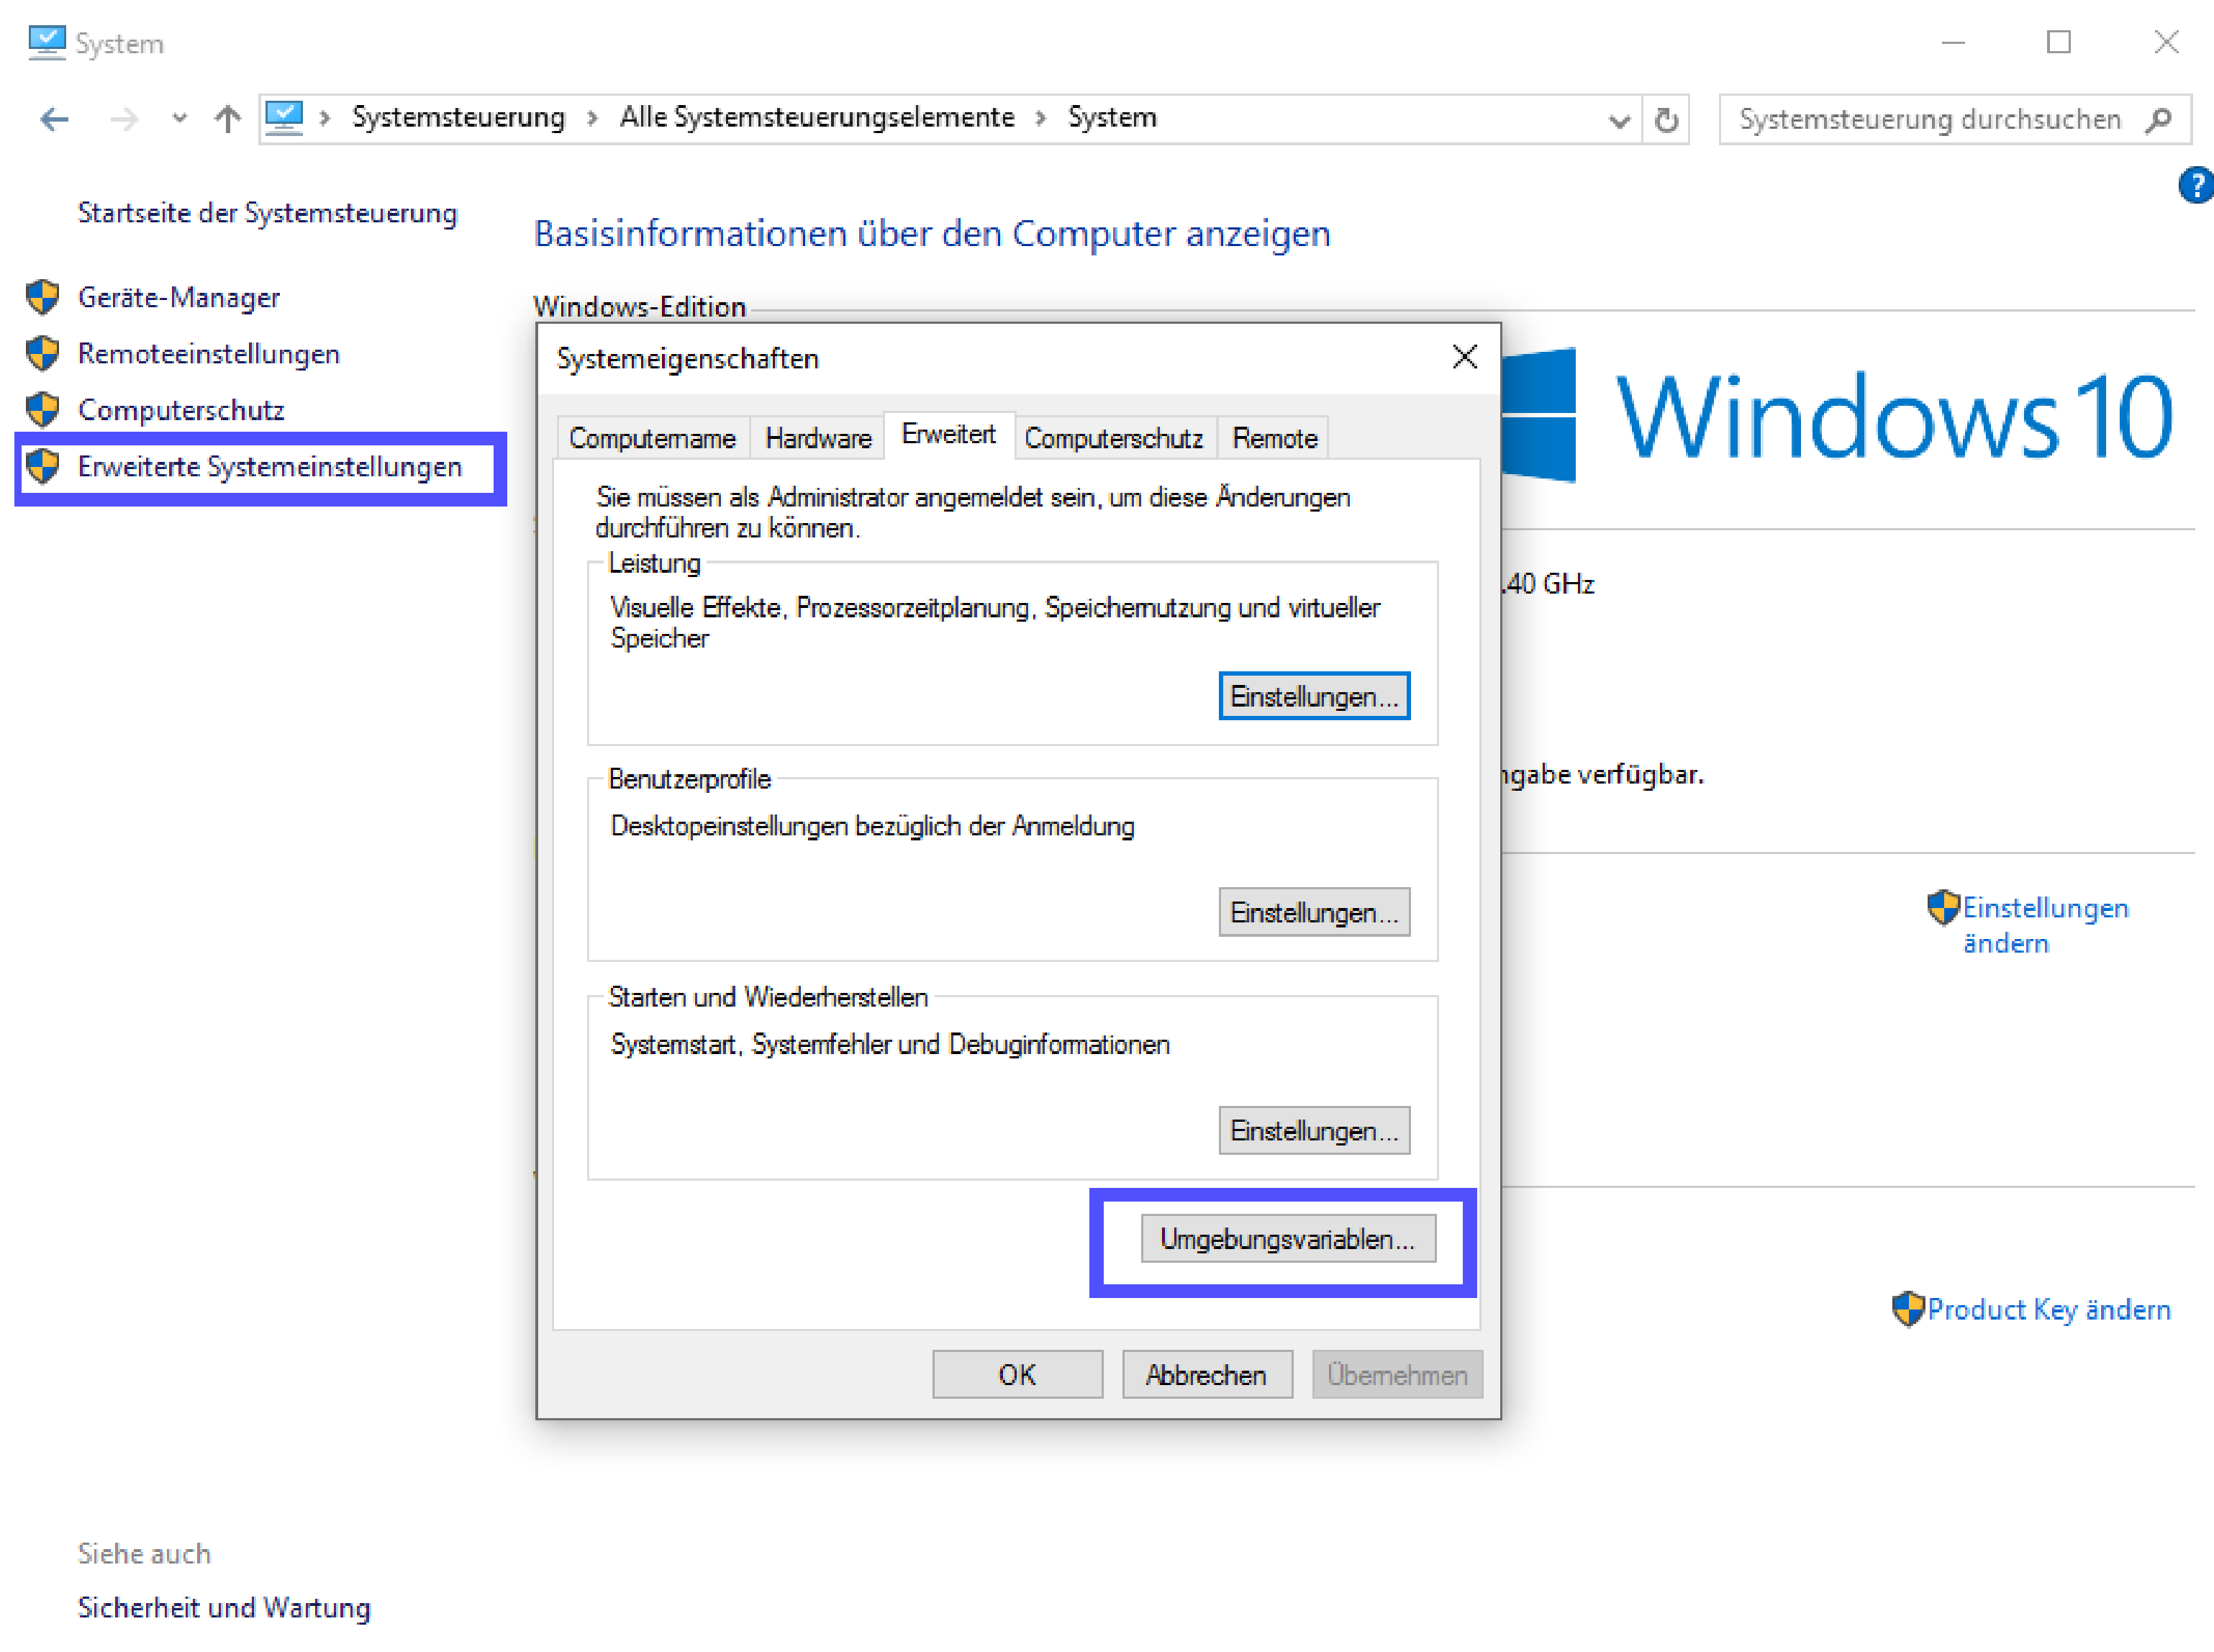 System
Systemsteuerung › Alle Systemsteuerungselemente › System
Systemsteuerung durchsuchen
?
Startseite der Systemsteuerung
Geräte-Manager
Remoteeinstellungen
Computerschutz
Erweiterte Systemeinstellungen
Basisinformationen über den Computer anzeigen
Windows-Edition
Windows 10
Systemeigenschaften
Computername Hardware Erweitert Computerschutz Remote
Sie müssen als Administrator angemeldet sein, um diese Änderungen
durchführen zu können.
Leistung
Visuelle Effekte, Prozessorzeitplanung, Speichernutzung und virtueller
Speicher
Einstellungen...
Benutzerprofile
Desktopeinstellungen bezüglich der Anmeldung
Einstellungen...
Starten und Wiederherstellen
Systemstart, Systemfehler und Debuginformationen
Einstellungen...
Umgebungsvariablen...
OK Abbrechen Übernehmen
.40 GHz
verfügbar.
Einstellungen
ändern
Product Key ändern
Siehe auch
Sicherheit und Wartung